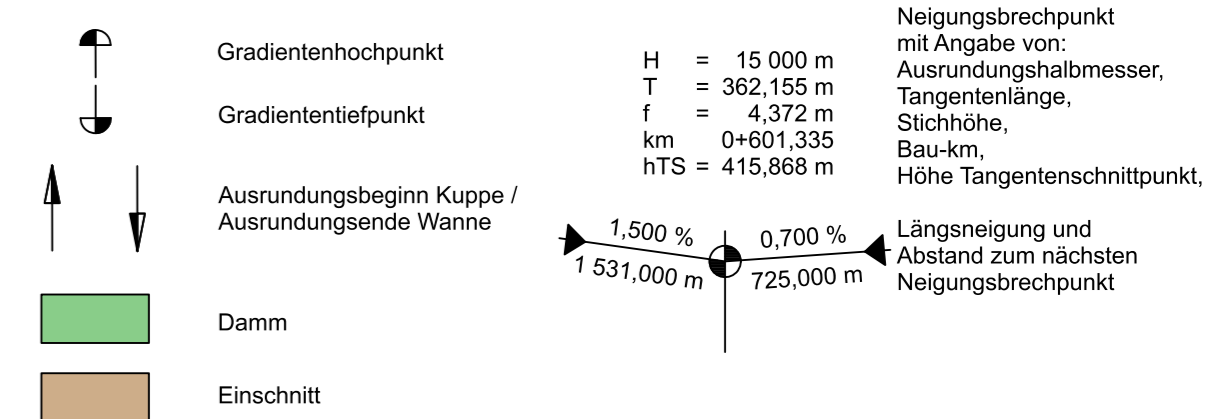 Gradientenhochpunkt
Gradiententiefpunkt
Ausrundungsbeginn Kuppe /
Ausrundungsende Wanne
Damm
Einschnitt
H = 15 000 m
T = 362,155 m
f = 4,372 m
km 0+601,335
hTS = 415,868 m
1,500 %
1 531,000 m
0,700 %
725,000 m
Neigungsbrechpunkt
mit Angabe von:
Ausrundungshalbmesser,
Tangentenlänge,
Stichhöhe,
Bau-km,
Höhe Tangentenschnittpunkt,
Längsneigung und
Abstand zum nächsten
Neigungsbrechpunkt